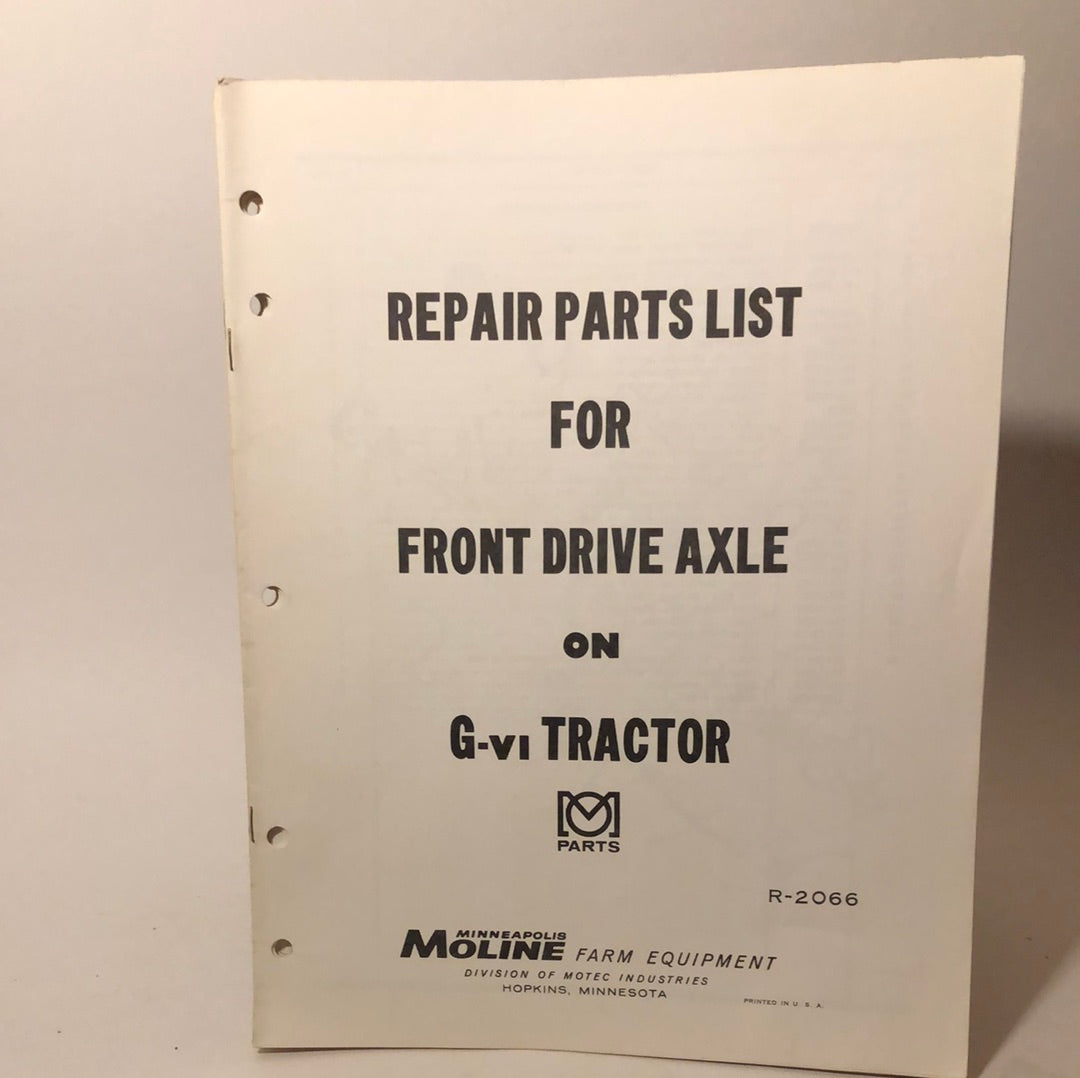 REPAIR PARTS LIST
FOR
FRONT DRIVE AXLE
ON
G-VI TRACTOR
PARTS
R-2066
MINNEAPOLIS
MOLINE FARM EQUIPMENT
DIVISION OF MOTEC INDUSTRIES
HOPKINS, MINNESOTA
PRINTED IN U. S. A.